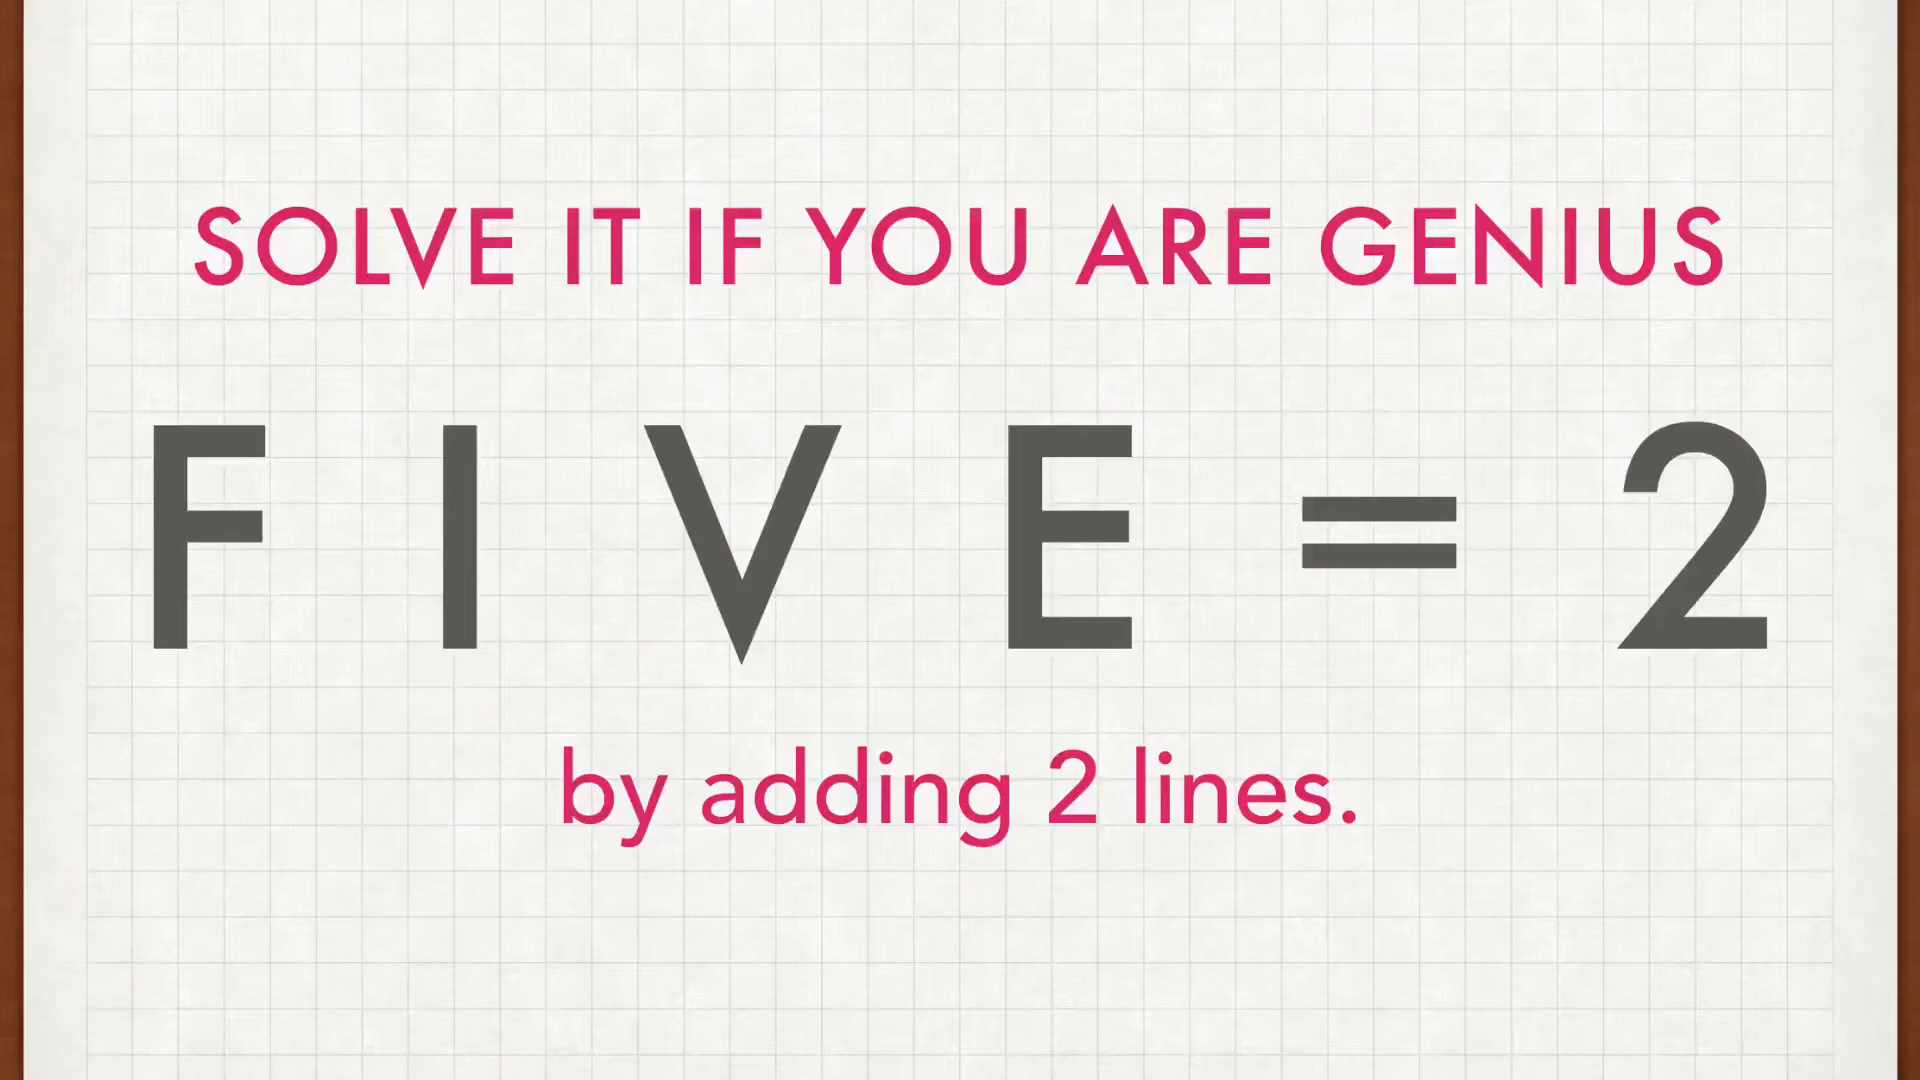 SOLVE IT IF YOU ARE GENIUS
F I V E = 2
by adding 2 lines.